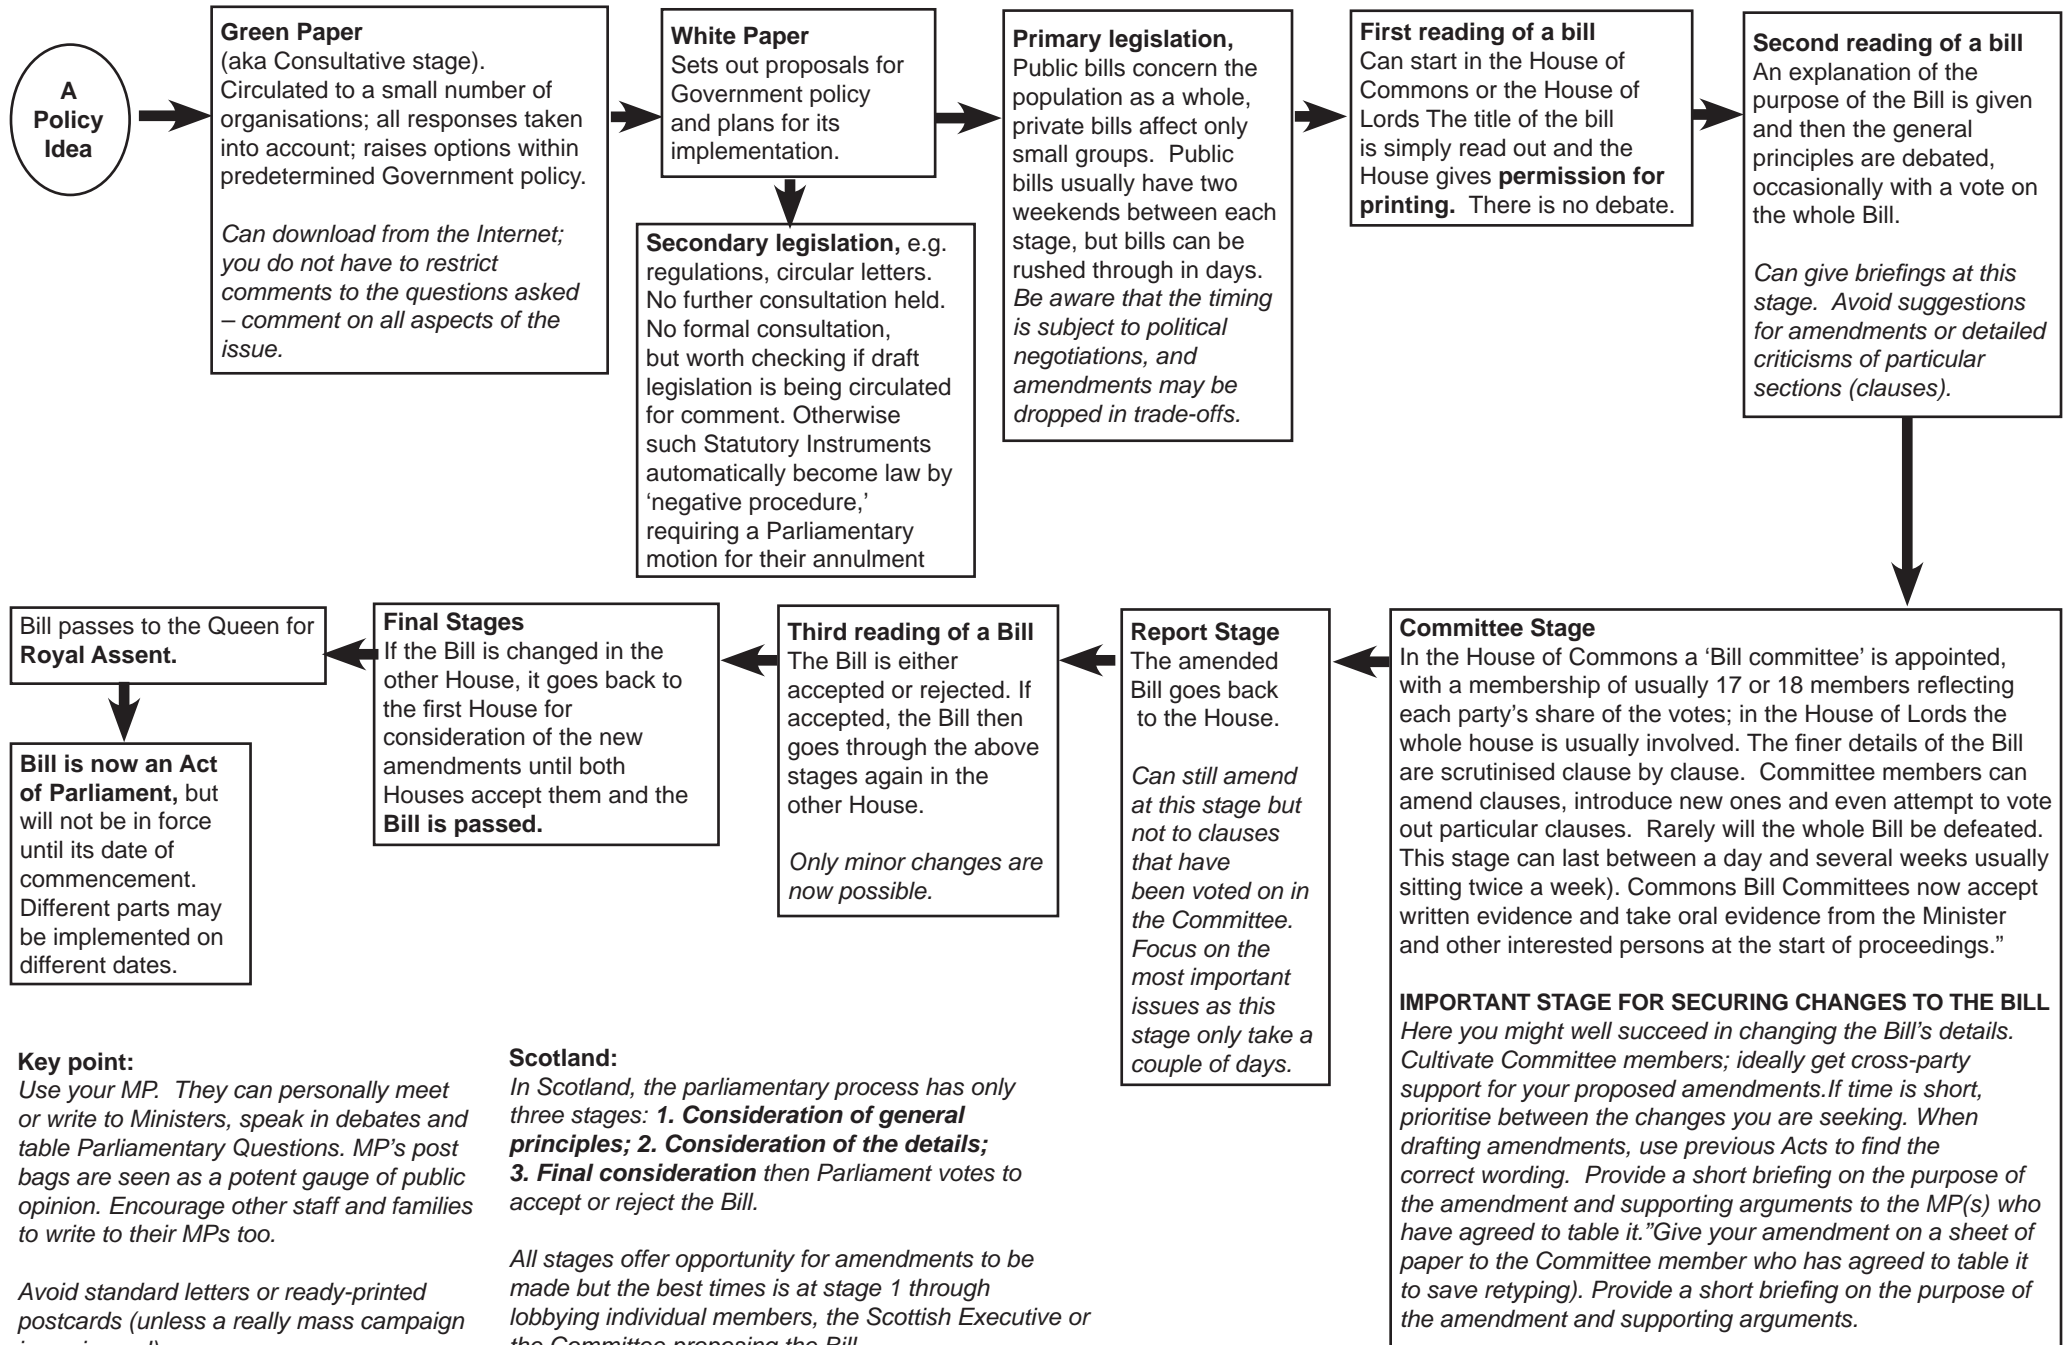 A
Policy
Idea
Green Paper
(aka Consultative stage).
Circulated to a small number of
organisations; all responses taken
into account; raises options within
predetermined Government policy.
Can download from the Internet;
you do not have to restrict
comments to the questions asked
– comment on all aspects of the
issue.
White Paper
Sets out proposals for
Government policy
and plans for its
implementation.
Secondary legislation, e.g.
regulations, circular letters.
No further consultation held.
No formal consultation,
but worth checking if draft
legislation is being circulated
for comment. Otherwise
such Statutory Instruments
automatically become law by
‘negative procedure,’
requiring a Parliamentary
motion for their annulment
Primary legislation,
Public bills concern the
population as a whole,
private bills affect only
small groups.  Public
bills usually have two
weekends between each
stage, but bills can be
rushed through in days.
Be aware that the timing
is subject to political
negotiations, and
amendments may be
dropped in trade-offs.
First reading of a bill
Can start in the House of
Commons or the House of
Lords The title of the bill
is simply read out and the
House gives permission for
printing.  There is no debate.
Second reading of a bill
An explanation of the
purpose of the Bill is given
and then the general
principles are debated,
occasionally with a vote on
the whole Bill.
Can give briefings at this
stage.  Avoid suggestions
for amendments or detailed
criticisms of particular
sections (clauses).
Committee Stage
In the House of Commons a ‘Bill committee’ is appointed,
with a membership of usually 17 or 18 members reflecting
each party’s share of the votes; in the House of Lords the
whole house is usually involved. The finer details of the Bill
are scrutinised clause by clause.  Committee members can
amend clauses, introduce new ones and even attempt to vote
out particular clauses.  Rarely will the whole Bill be defeated.
This stage can last between a day and several weeks usually
sitting twice a week). Commons Bill Committees now accept
written evidence and take oral evidence from the Minister
and other interested persons at the start of proceedings.”
IMPORTANT STAGE FOR SECURING CHANGES TO THE BILL
Here you might well succeed in changing the Bill’s details.
Cultivate Committee members; ideally get cross-party
support for your proposed amendments.If time is short,
prioritise between the changes you are seeking. When
drafting amendments, use previous Acts to find the
correct wording.  Provide a short briefing on the purpose of
the amendment and supporting arguments to the MP(s) who
have agreed to table it.”Give your amendment on a sheet of
paper to the Committee member who has agreed to table it
to save retyping). Provide a short briefing on the purpose of
the amendment and supporting arguments.
Report Stage
The amended
Bill goes back
to the House.
Can still amend
at this stage but
not to clauses
that have
been voted on in
the Committee.
Focus on the
most important
issues as this
stage only take a
couple of days.
Third reading of a Bill
The Bill is either
accepted or rejected. If
accepted, the Bill then
goes through the above
stages again in the
other House.
Only minor changes are
now possible.
Final Stages
If the Bill is changed in the
other House, it goes back to
the first House for
consideration of the new
amendments until both
Houses accept them and the
Bill is passed.
Bill passes to the Queen for
Royal Assent.
Bill is now an Act
of Parliament, but
will not be in force
until its date of
commencement.
Different parts may
be implemented on
different dates.
Key point:
Use your MP.  They can personally meet
or write to Ministers, speak in debates and
table Parliamentary Questions. MP’s post
bags are seen as a potent gauge of public
opinion. Encourage other staff and families
to write to their MPs too.
Avoid standard letters or ready-printed
postcards (unless a really mass campaign
Scotland:
In Scotland, the parliamentary process has only
three stages: 1. Consideration of general
principles; 2. Consideration of the details;
3. Final consideration then Parliament votes to
accept or reject the Bill.
All stages offer opportunity for amendments to be
made but the best times is at stage 1 through
lobbying individual members, the Scottish Executive or
the Committee proposing the Bill